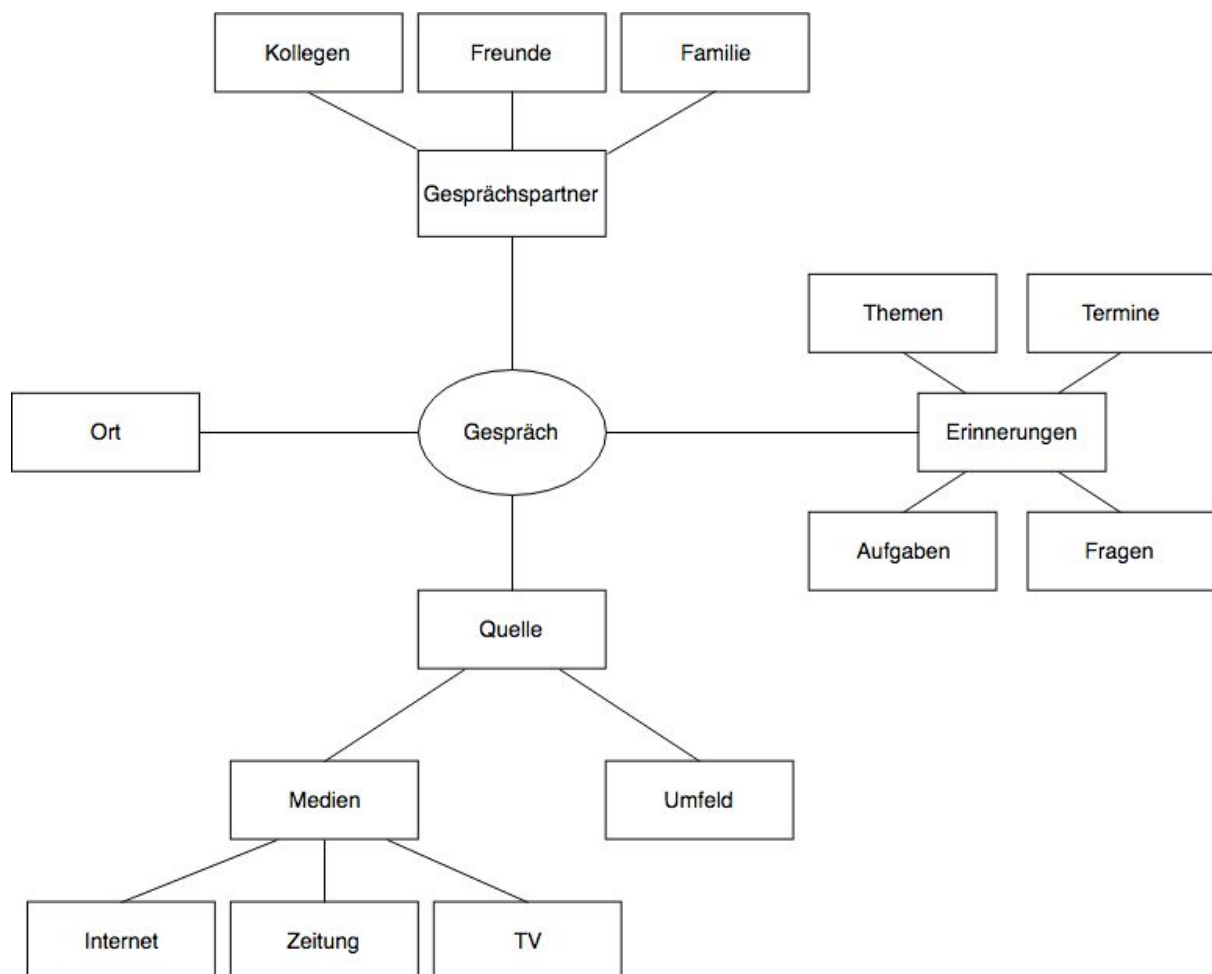 Kollegen
Freunde
Familie
Gesprächspartner
Themen
Termine
Ort
Gespräch
Erinnerungen
Aufgaben
Fragen
Quelle
Medien
Umfeld
Internet
Zeitung
TV